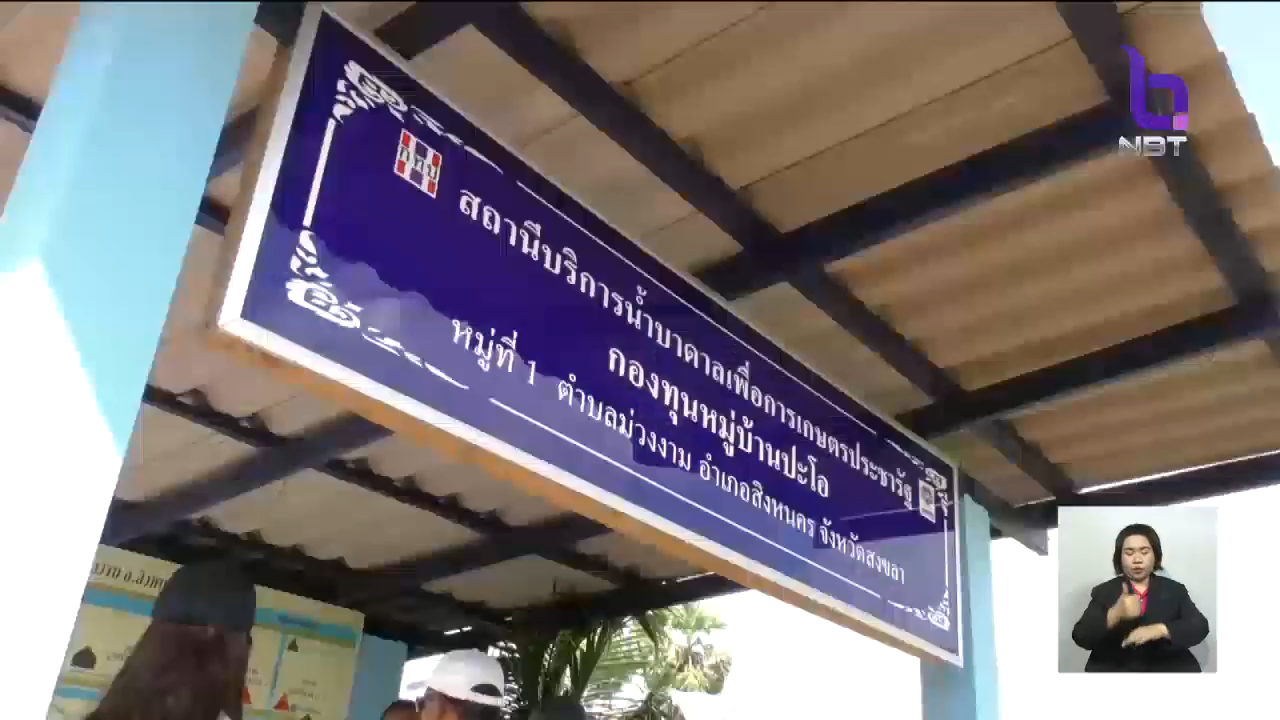 NBT
กทบ
สถานีบริการน้ำบาดาลเพื่อการเกษตรประชารัฐ
กองทุนหมู่บ้านปะโอ
หมู่ที่ 1 ตำบลม่วงงาม อำเภอสิงหนคร จังหวัดสงขลา